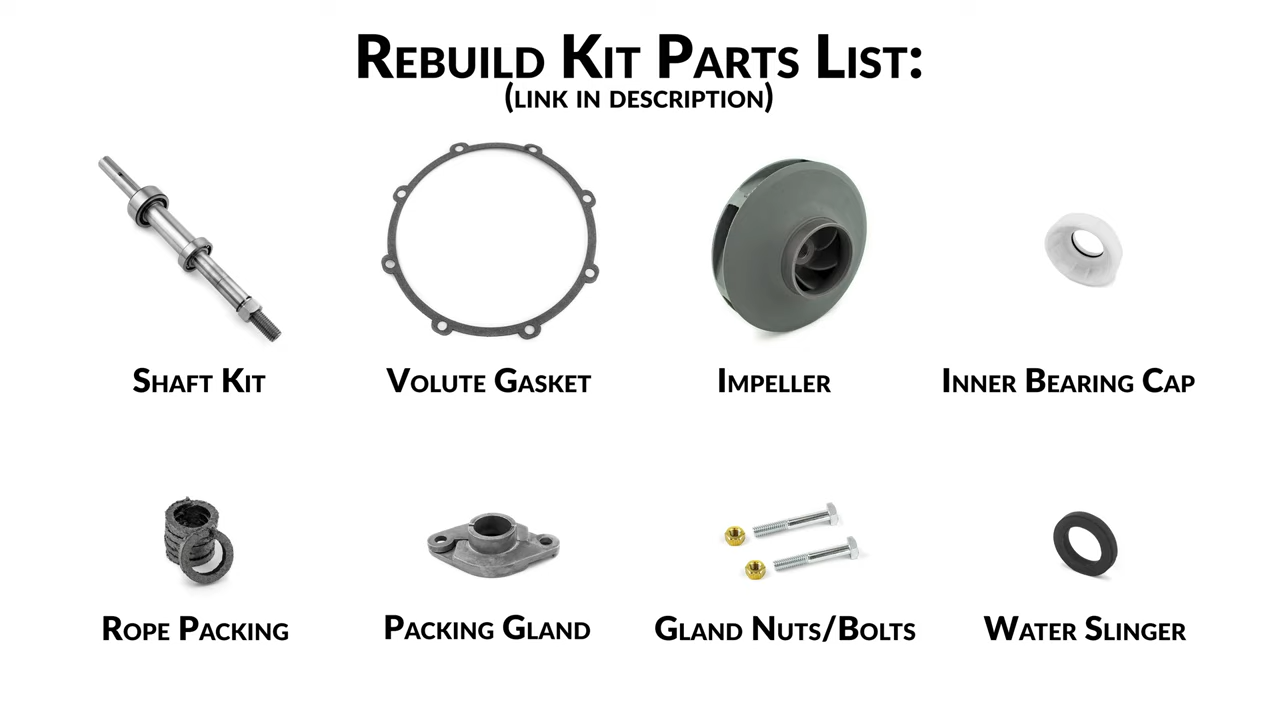 Rebuild Kit Parts List:
(link in description)
Shaft Kit
Volute Gasket
Impeller
Inner Bearing Cap
Rope Packing
Packing Gland
Gland Nuts/Bolts
Water Slinger